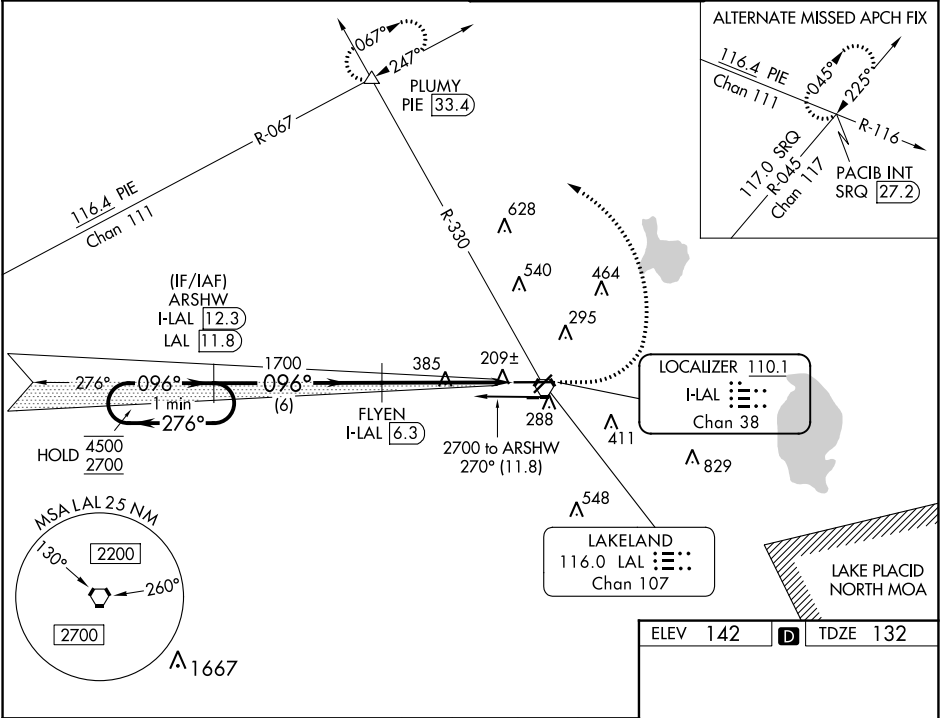 067°
247°
PLUMY
PIE 33.4
R-067
116.4 PIE
Chan 111
R-330
ALTERNATE MISSED APCH FIX
116.4 PIE
Chan 111
045°
225°
R-116
117.0 SRQ
R-045
Chan 117
PACIB INT
SRQ 27.2
628
540
464
295
(IF/IAF)
ARSHW
I-LAL 12.3
LAL 11.8
1700
385
209±
276°
096°
096°
1 min
(6)
276°
FLYEN
I-LAL 6.3
HOLD
4500
2700
288
2700 to ARSHW
270° (11.8)
LOCALIZER 110.1
I-LAL
Chan 38
411
829
548
LAKELAND
116.0 LAL
Chan 107
MSA LAL 25 NM
130°
2200
260°
2700
1667
LAKE PLACID
NORTH MOA
ELEV 142 D TDZE 132